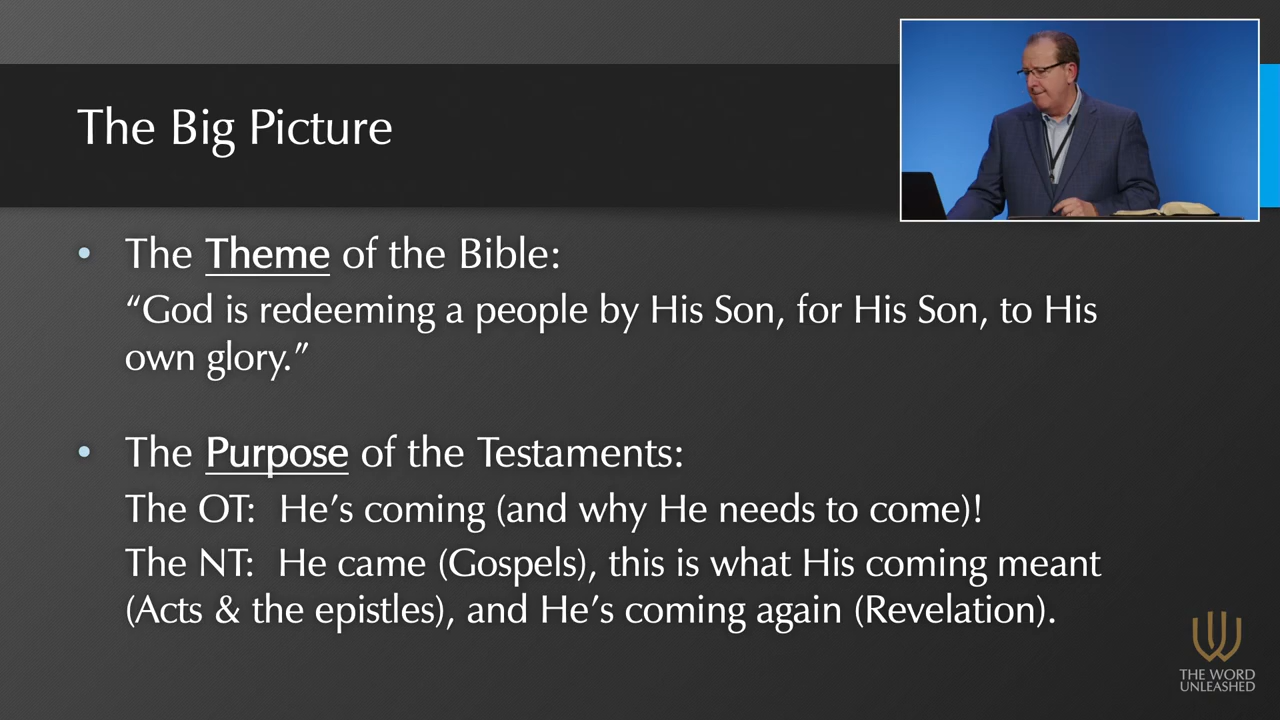 The Big Picture
• The Theme of the Bible:
“God is redeeming a people by His Son, for His Son, to His
own glory.”
• The Purpose of the Testaments:
The OT: He’s coming (and why He needs to come)!
The NT: He came (Gospels), this is what His coming meant
(Acts & the epistles), and He’s coming again (Revelation).
THE WORD
UNLEASHED